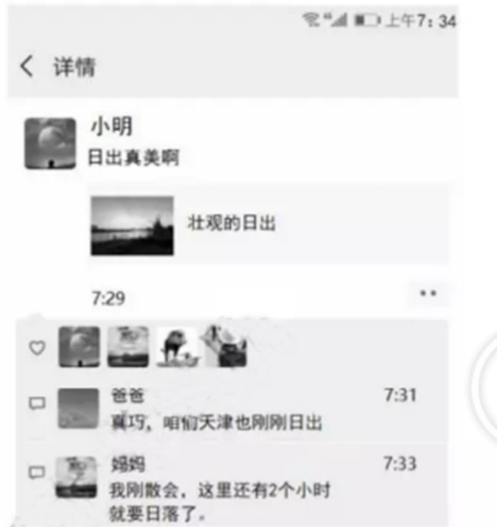 上午7:34
详情
小明
日出真美啊
壮观的日出
7:29
爸爸 7:31
真巧，咱们天津也刚刚日出
妈妈 7:33
我刚散会，这里还有2个小时
就要日落了。